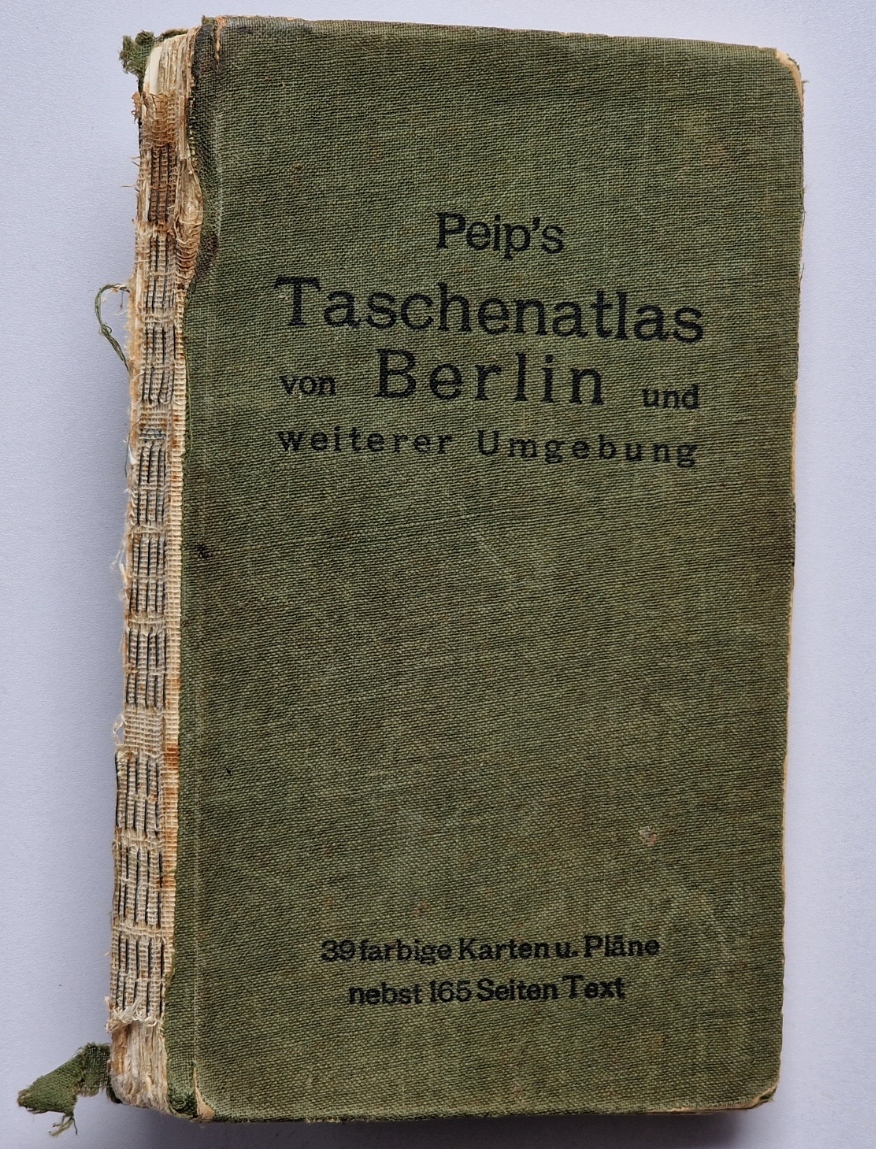 Peip's
Taschenatlas
von Berlin und
weiterer Umgebung
39 farbige Karten u. Pläne
nebst 165 Seiten Text